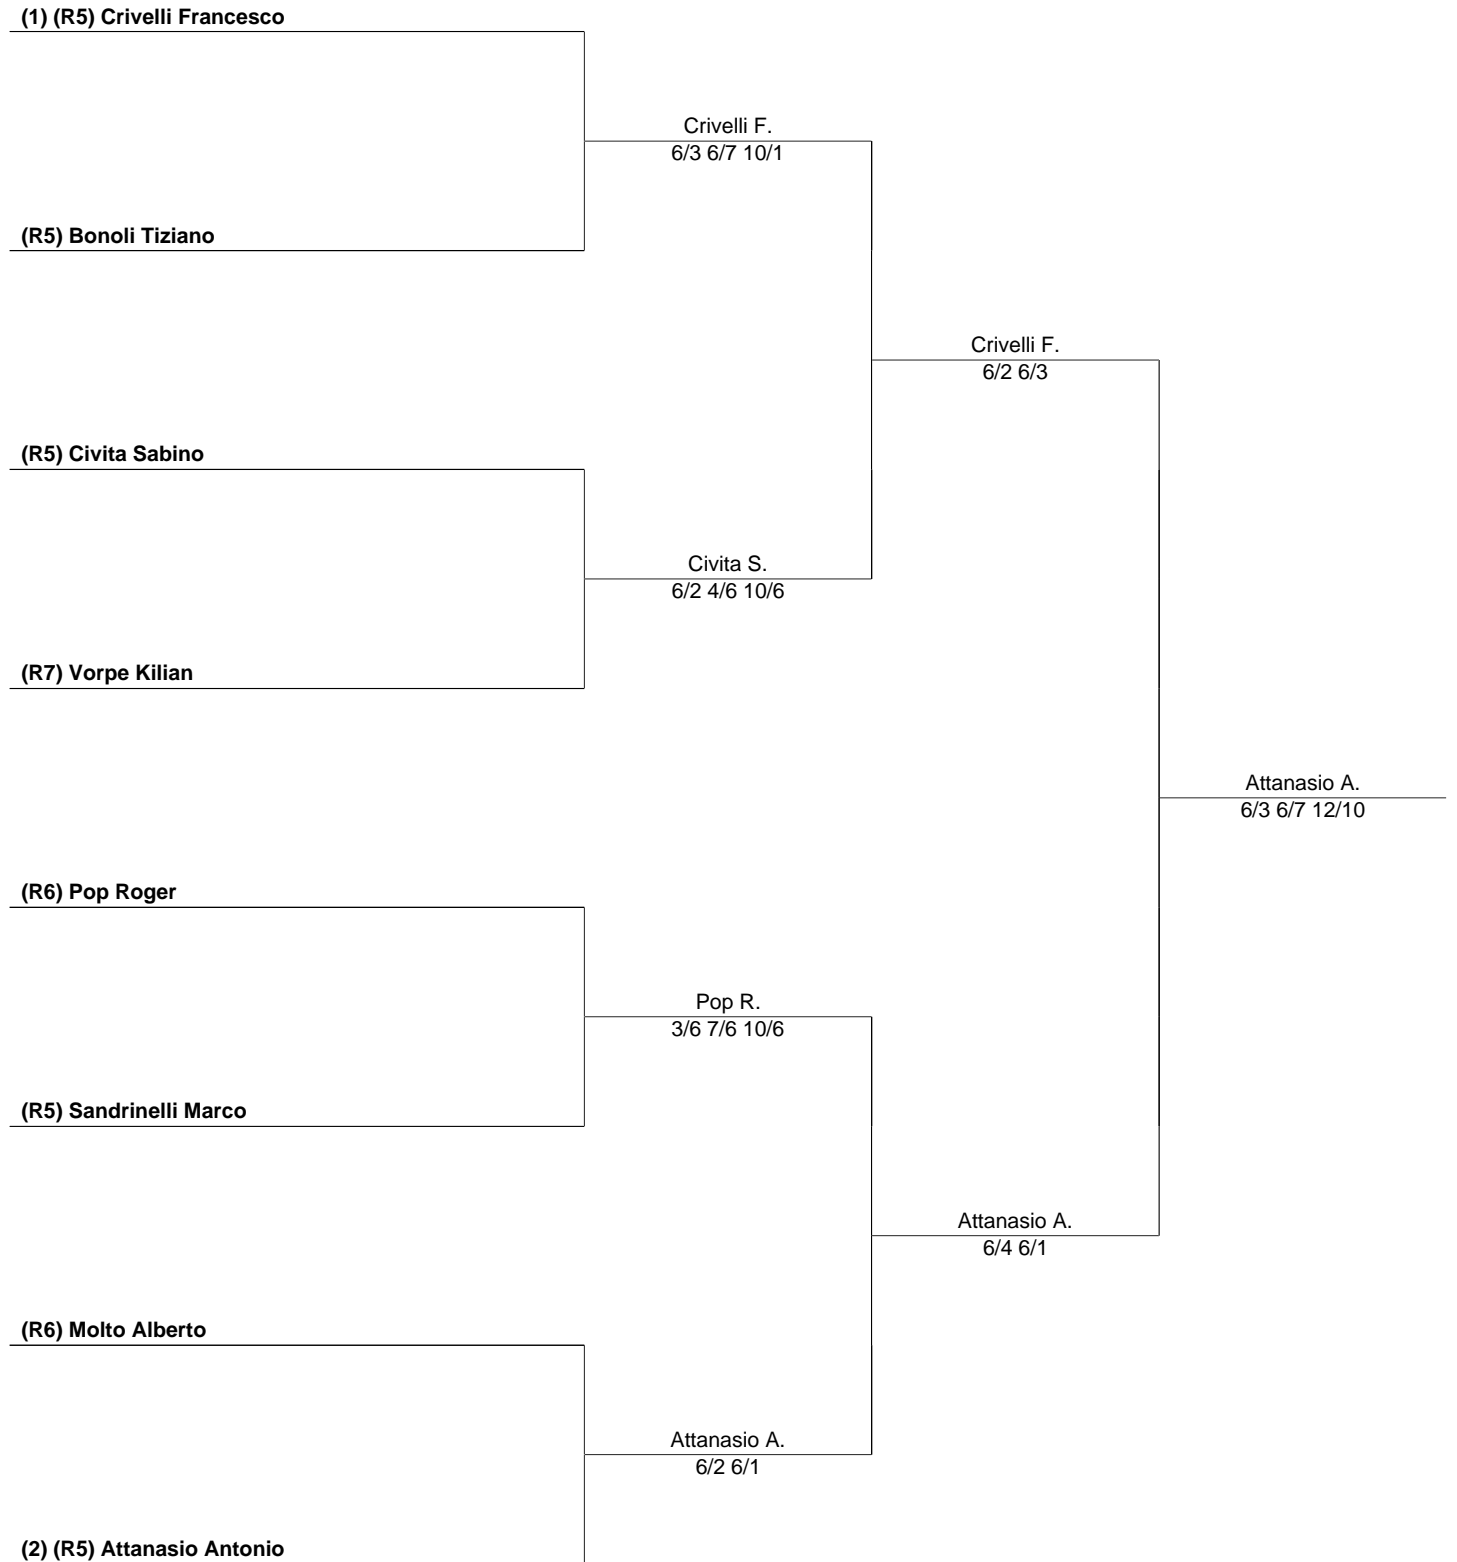 (1) (R5) Crivelli Francesco
Crivelli F.
6/3 6/7 10/1
(R5) Bonoli Tiziano
Crivelli F.
6/2 6/3
(R5) Civita Sabino
Civita S.
6/2 4/6 10/6
(R7) Vorpe Kilian
Attanasio A.
6/3 6/7 12/10
(R6) Pop Roger
Pop R.
3/6 7/6 10/6
(R5) Sandrinelli Marco
Attanasio A.
6/4 6/1
(R6) Molto Alberto
Attanasio A.
6/2 6/1
(2) (R5) Attanasio Antonio